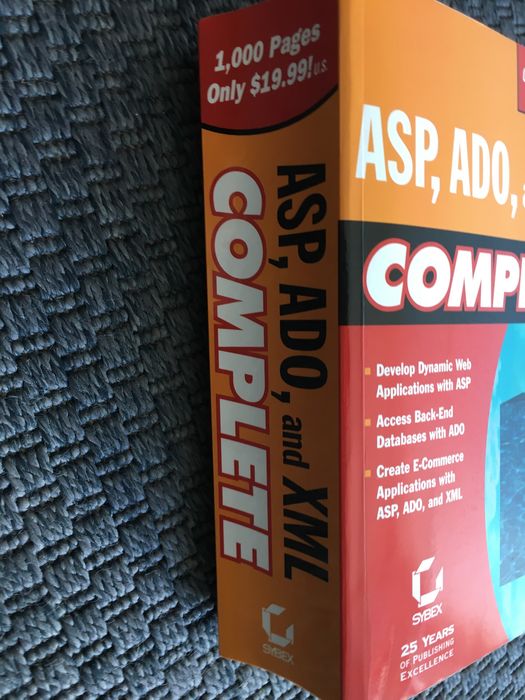 1,000 Pages
Only $19.99! U.S.
ASP, ADO, and XML
COMPLETE
SYBEX
ASP, ADO,
COMPL
Develop Dynamic Web
Applications with ASP
Access Back-End
Databases with ADO
Create E-Commerce
Applications with
ASP, ADO, and XML
SYBEX
25 YEARS
OF PUBLISHING
EXCELLENCE